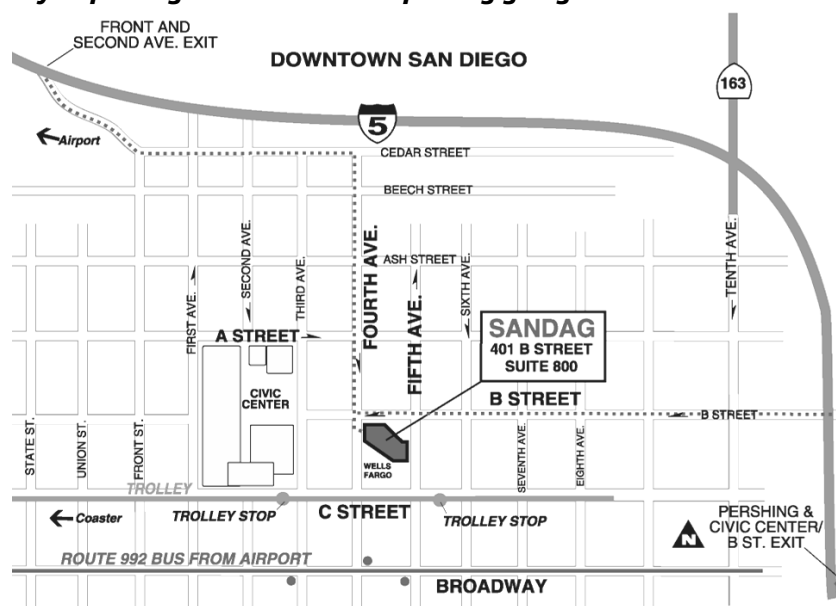 FRONT AND
SECOND AVE. EXIT
DOWNTOWN SAN DIEGO
163
5
Airport
CEDAR STREET
BEECH STREET
SECOND AVE.
THIRD AVE.
FOURTH AVE.
ASH STREET
SIXTH AVE.
TENTH AVE.
FIRST AVE.
FIFTH AVE.
A STREET
SANDAG
401 B STREET
SUITE 800
CIVIC
CENTER
B STREET
B STREET
STATE ST.
UNION ST.
FRONT ST.
WELLS
FARGO
SEVENTH AVE.
EIGHTH AVE.
TROLLEY
Coaster
TROLLEY STOP
C STREET
TROLLEY STOP
PERSHING &
CIVIC CENTER/
B ST. EXIT
N
ROUTE 992 BUS FROM AIRPORT
BROADWAY